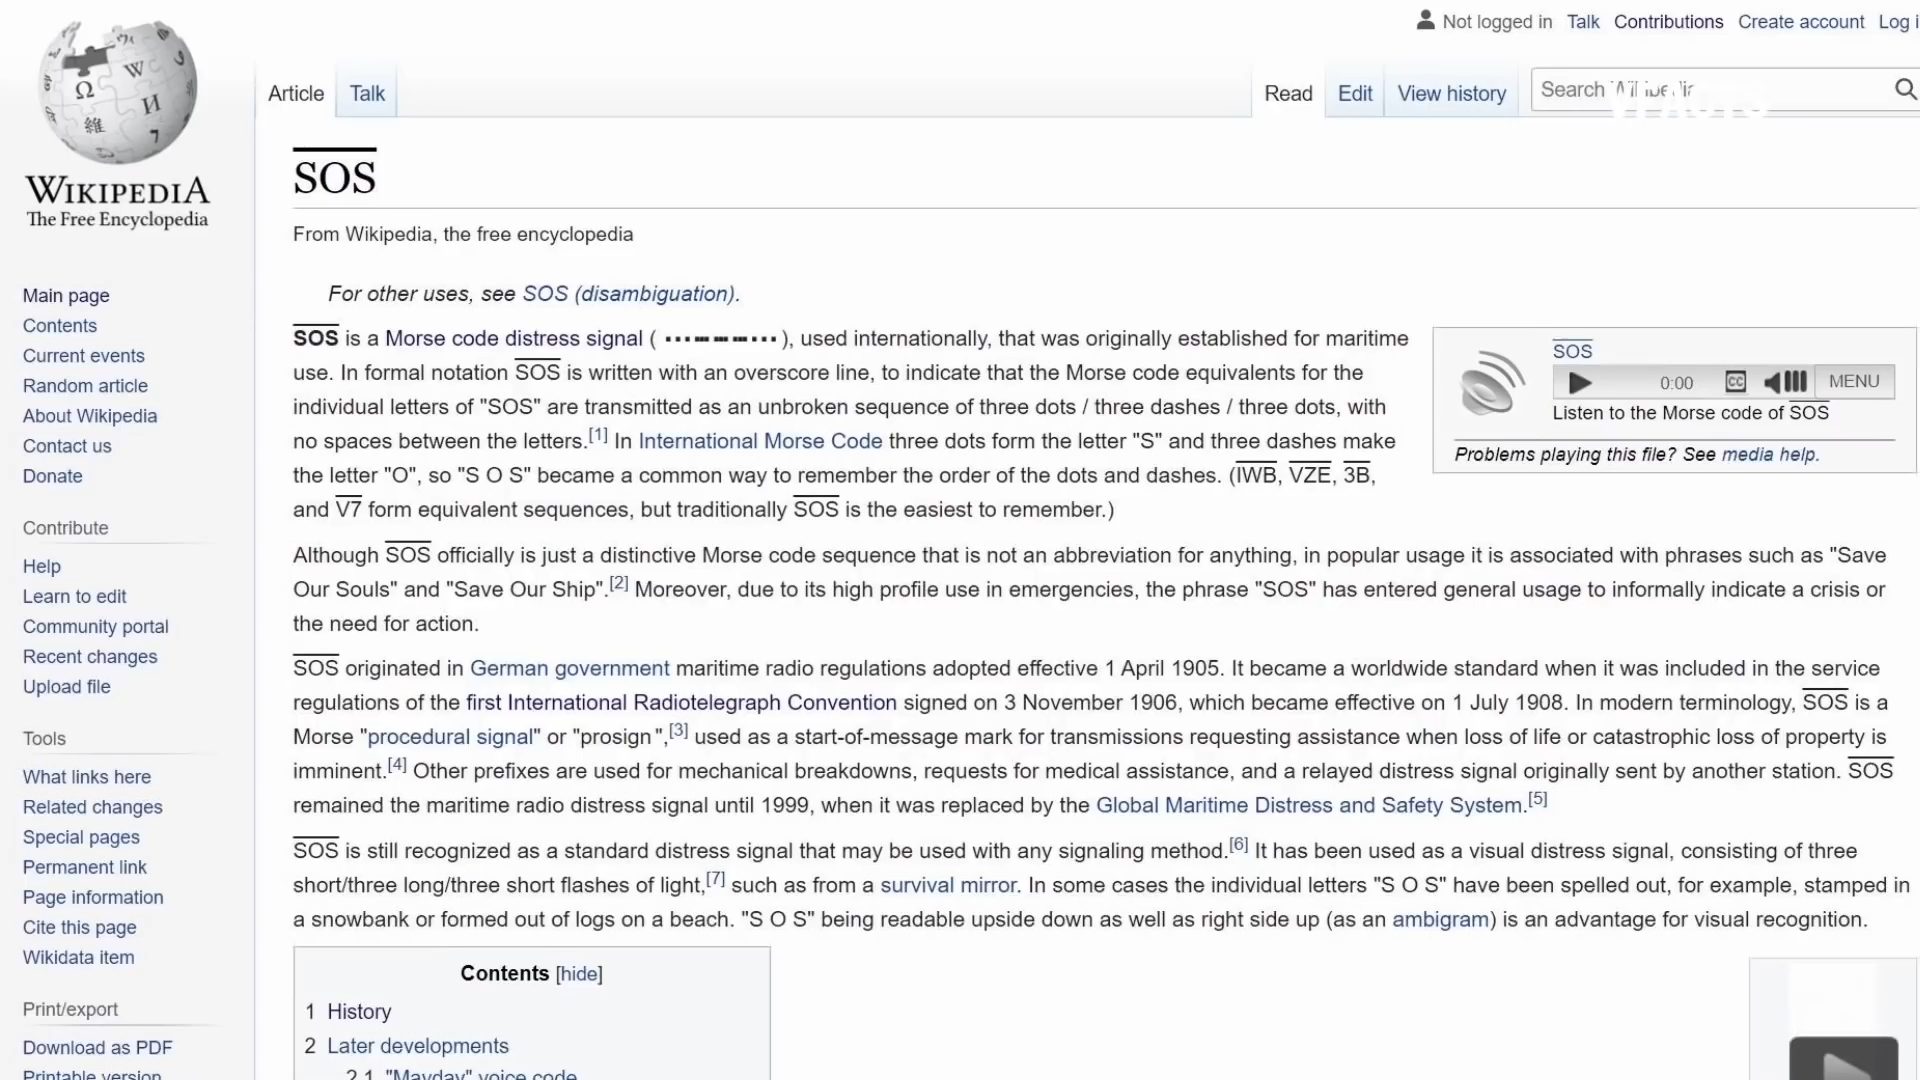 Not logged in Talk Contributions Create account Log i
Article Talk Read Edit View history Search Wikipedia
WIKIPEDIA
The Free Encyclopedia
Main page
Contents
Current events
Random article
About Wikipedia
Contact us
Donate
Contribute
Help
Learn to edit
Community portal
Recent changes
Upload file
Tools
What links here
Related changes
Special pages
Permanent link
Page information
Cite this page
Wikidata item
Print/export
Download as PDF
Printable version
SOS
From Wikipedia, the free encyclopedia
For other uses, see SOS (disambiguation).
SOS is a Morse code distress signal ( ▄ ▄ ▄ ▄▄▄ ▄▄▄ ▄▄▄ ▄ ▄ ▄ ), used internationally, that was originally established for maritime
use. In formal notation SOS is written with an overscore line, to indicate that the Morse code equivalents for the
individual letters of "SOS" are transmitted as an unbroken sequence of three dots / three dashes / three dots, with
no spaces between the letters.[1] In International Morse Code three dots form the letter "S" and three dashes make
the letter "O", so "S O S" became a common way to remember the order of the dots and dashes. (IWB, VZE, 3B,
and V7 form equivalent sequences, but traditionally SOS is the easiest to remember.)
SOS
0:00 CC MENU
Listen to the Morse code of SOS
Problems playing this file? See media help.
Although SOS officially is just a distinctive Morse code sequence that is not an abbreviation for anything, in popular usage it is associated with phrases such as "Save
Our Souls" and "Save Our Ship".[2] Moreover, due to its high profile use in emergencies, the phrase "SOS" has entered general usage to informally indicate a crisis or
the need for action.
SOS originated in German government maritime radio regulations adopted effective 1 April 1905. It became a worldwide standard when it was included in the service
regulations of the first International Radiotelegraph Convention signed on 3 November 1906, which became effective on 1 July 1908. In modern terminology, SOS is a
Morse "procedural signal" or "prosign",[3] used as a start-of-message mark for transmissions requesting assistance when loss of life or catastrophic loss of property is
imminent.[4] Other prefixes are used for mechanical breakdowns, requests for medical assistance, and a relayed distress signal originally sent by another station. SOS
remained the maritime radio distress signal until 1999, when it was replaced by the Global Maritime Distress and Safety System.[5]
SOS is still recognized as a standard distress signal that may be used with any signaling method.[6] It has been used as a visual distress signal, consisting of three
short/three long/three short flashes of light,[7] such as from a survival mirror. In some cases the individual letters "S O S" have been spelled out, for example, stamped in
a snowbank or formed out of logs on a beach. "S O S" being readable upside down as well as right side up (as an ambigram) is an advantage for visual recognition.
Contents [hide]
1 History
2 Later developments
2.1 "Mayday" voice code